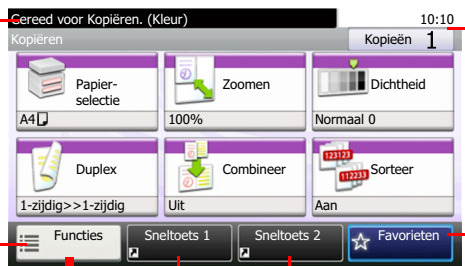 Gereed voor Kopiëren. (Kleur)
10:10
Kopiëren
Kopieën 1
Papier-
selectie
A4
Zoomen
100%
Dichtheid
Normaal 0
Duplex
1-zijdig>>1-zijdig
Combineer
Uit
123123
112233
Sorteer
Aan
Functies
Sneltoets 1
Sneltoets 2
Favorieten